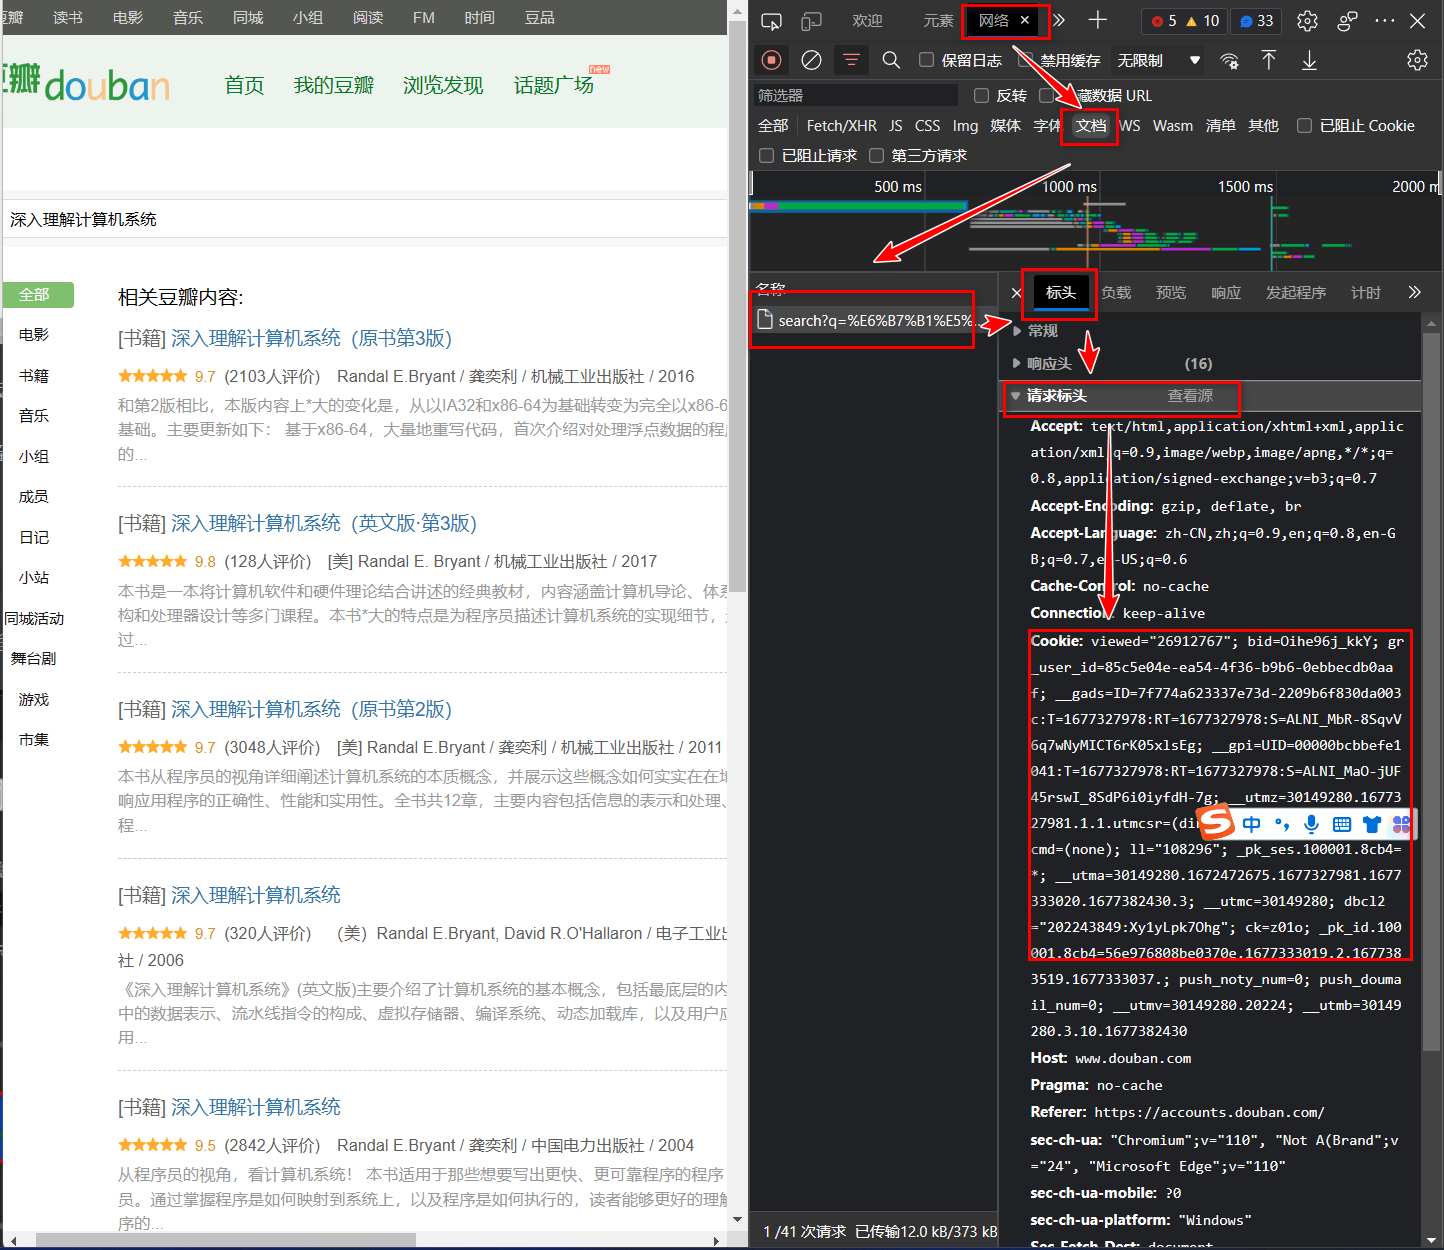 豆瓣 读书 电影 音乐 同城 小组 阅读 FM 时间 豆品
豆瓣douban 首页 我的豆瓣 浏览发现 话题广场 new
深入理解计算机系统
全部
电影
书籍
音乐
小组
成员
日记
小站
同城活动
舞台剧
游戏
市集
相关豆瓣内容:
[书籍] 深入理解计算机系统（原书第3版）
9.7 (2103人评价) Randal E.Bryant / 龚奕利 / 机械工业出版社 / 2016
和第2版相比，本版内容上*大的变化是，从以IA32和x86-64为基础转变为完全以x86-6
基础。主要更新如下： 基于x86-64，大量地重写代码，首次介绍对处理浮点数据的程序
的...
[书籍] 深入理解计算机系统（英文版·第3版）
9.8 (128人评价) [美] Randal E. Bryant / 机械工业出版社 / 2017
本书是一本将计算机软件和硬件理论结合讲述的经典教材，内容涵盖计算机导论、体系
构和处理器设计等多门课程。本书*大的特点是为程序员描述计算机系统的实现细节，
过...
[书籍] 深入理解计算机系统（原书第2版）
9.7 (3048人评价) [美] Randal E.Bryant / 龚奕利 / 机械工业出版社 / 2011
本书从程序员的视角详细阐述计算机系统的本质概念，并展示这些概念如何实实在在地
响应用程序的正确性、性能和实用性。全书共12章，主要内容包括信息的表示和处理、
程...
[书籍] 深入理解计算机系统
9.7 (320人评价) （美）Randal E.Bryant, David R.O'Hallaron / 电子工业出
社 / 2006
《深入理解计算机系统》(英文版)主要介绍了计算机系统的基本概念，包括最底层的内
中的数据表示、流水线指令的构成、虚拟存储器、编译系统、动态加载库，以及用户应
用...
[书籍] 深入理解计算机系统
9.5 (2842人评价) Randal E.Bryant / 龚奕利 / 中国电力出版社 / 2004
从程序员的视角，看计算机系统！ 本书适用于那些想要写出更快、更可靠程序的程序
员。通过掌握程序是如何映射到系统上，以及程序是如何执行的，读者能够更好的理解
序的...
欢迎 元素 网络 5 10 33
保留日志 禁用缓存 无限制
筛选器 反转 藏数据 URL
全部 Fetch/XHR JS CSS Img 媒体 字体 文档 WS Wasm 清单 其他 已阻止 Cookie
已阻止请求 第三方请求
500 ms 1000 ms 1500 ms 2000 m
名称
search?q=%E6%B7%B1%E5%...
标头 负载 预览 响应 发起程序 计时
常规
响应头 (16)
请求标头 查看源
Accept: text/html,application/xhtml+xml,applic
ation/xml;q=0.9,image/webp,image/apng,*/*;q=
0.8,application/signed-exchange;v=b3;q=0.7
Accept-Encoding: gzip, deflate, br
Accept-Language: zh-CN,zh;q=0.9,en;q=0.8,en-G
B;q=0.7,en-US;q=0.6
Cache-Control: no-cache
Connection: keep-alive
Cookie: viewed="26912767"; bid=Oihe96j_kkY; gr
_user_id=85c5e04e-ea54-4f36-b9b6-0ebbecdb0aa
f; __gads=ID=7f774a623337e73d-2209b6f830da003
c:T=1677327978:RT=1677327978:S=ALNI_MbR-8SqvV
6q7wNyMICT6rK05xlsEg; __gpi=UID=00000bcbbefe1
041:T=1677327978:RT=1677327978:S=ALNI_MaO-jUF
45rswI_8SdP6i0iyfdH-7g; __utmz=30149280.16773
27981.1.1.utmcsr=(dir
中
cmd=(none); ll="108296"; _pk_ses.100001.8cb4=
*; __utma=30149280.1672472675.1677327981.1677
333020.1677382430.3; __utmc=30149280; dbcl2
="202243849:Xy1yLpk7Ohg"; ck=z01o; _pk_id.100
001.8cb4=56e976808be0370e.1677333019.2.167738
3519.1677333037.; push_noty_num=0; push_douma
il_num=0; __utmv=30149280.20224; __utmb=30149
280.3.10.1677382430
Host: www.douban.com
Pragma: no-cache
Referer: https://accounts.douban.com/
sec-ch-ua: "Chromium";v="110", "Not A(Brand";v
="24", "Microsoft Edge";v="110"
sec-ch-ua-mobile: ?0
sec-ch-ua-platform: "Windows"
Sec-Fetch-Dest: document
1 /41 次请求 已传输12.0 kB/373 kB